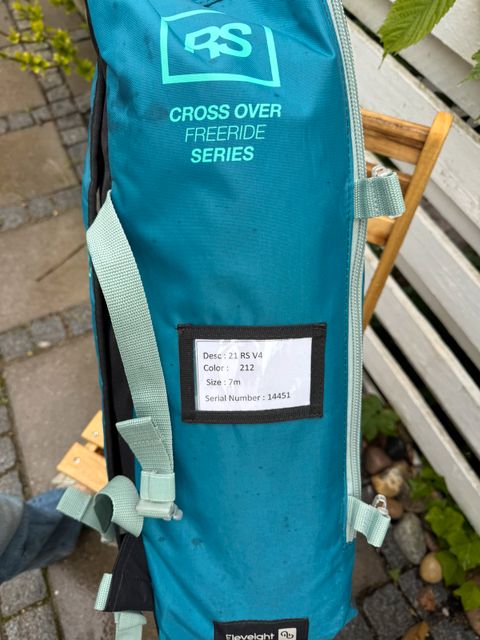 RS
CROSS OVER
FREERIDE
SERIES
Desc : 21 RS V4
Color : 212
Size : 7m
Serial Number : 14451
Eleveight